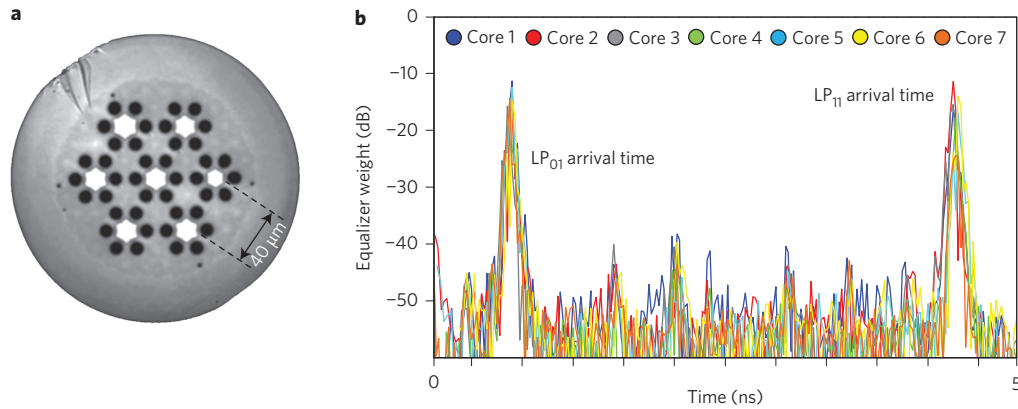 a
40 µm
b
Core 1 Core 2 Core 3 Core 4 Core 5 Core 6 Core 7
0
−10
−20
−30
−40
−50
Equalizer weight (dB)
LP01 arrival time
LP11 arrival time
0
5
Time (ns)